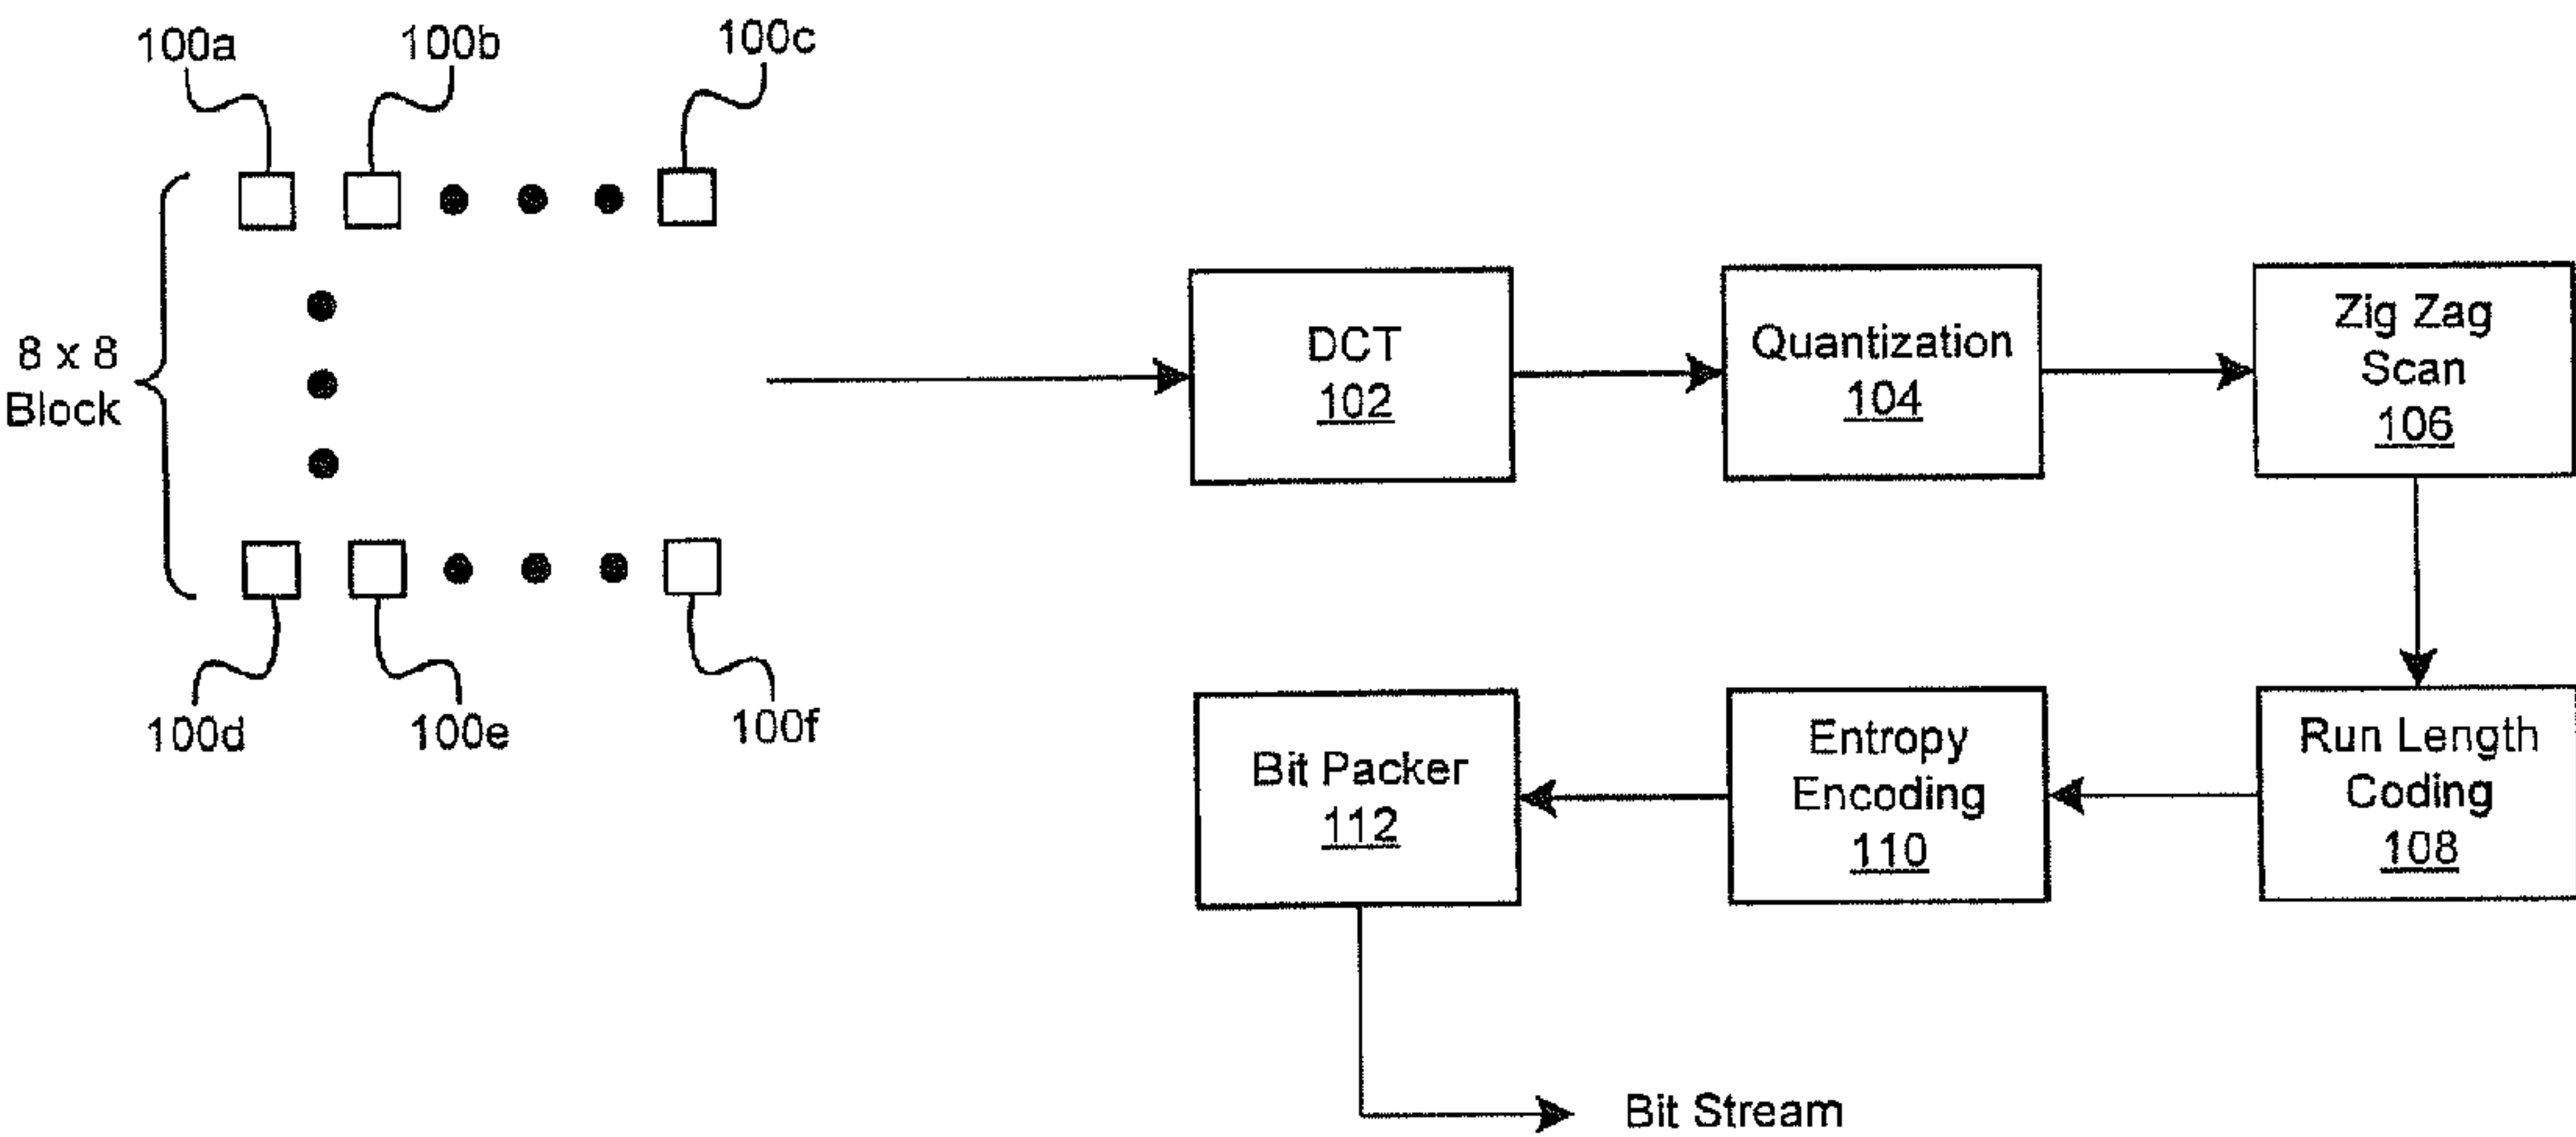 100a
100b
100c
8 x 8
Block
100d
100e
100f
DCT
102
Quantization
104
Zig Zag
Scan
106
Run Length
Coding
108
Entropy
Encoding
110
Bit Packer
112
Bit Stream